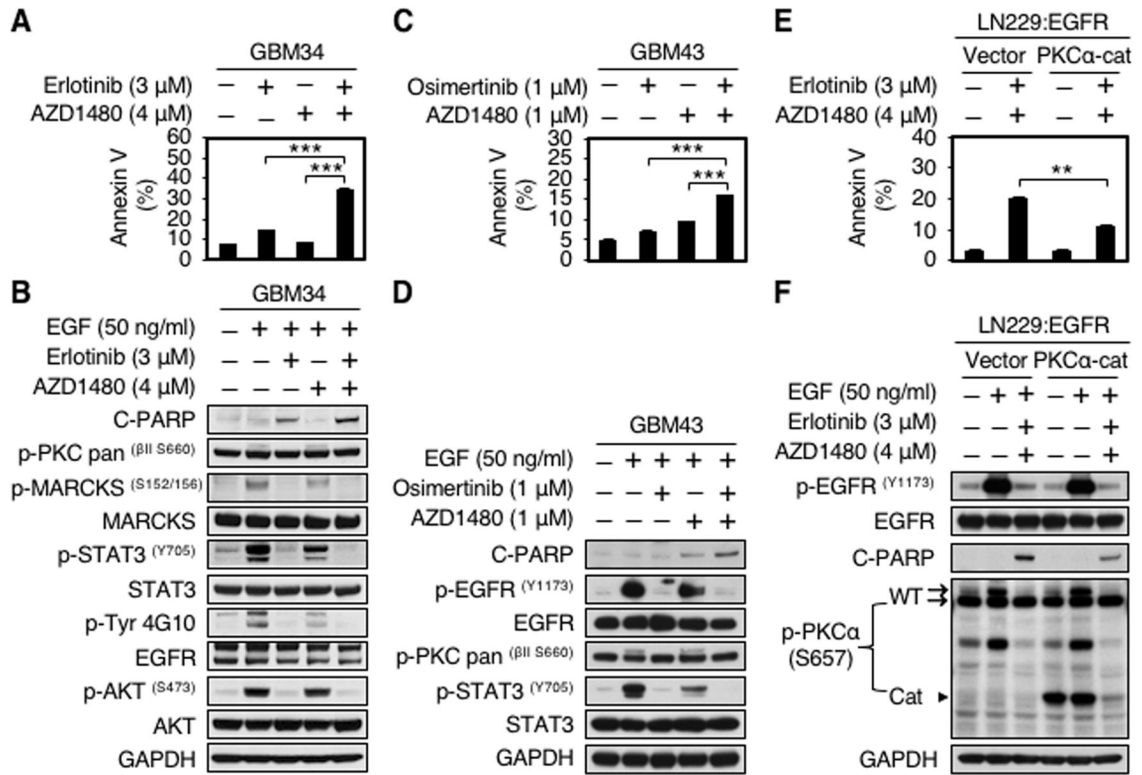 A
GBM34
Erlotinib (3 µM) – + – +
AZD1480 (4 µM) – – + +
60
50
40
30
20
10
0
Annexin V
(%)
***
***
B
GBM34
EGF (50 ng/ml) – + + + +
Erlotinib (3 µM) – – + – +
AZD1480 (4 µM) – – – + +
C-PARP
p-PKC pan (βII S660)
p-MARCKS (S152/156)
MARCKS
p-STAT3 (Y705)
STAT3
p-Tyr 4G10
EGFR
p-AKT (S473)
AKT
GAPDH
C
GBM43
Osimertinib (1 µM) – + – +
AZD1480 (1 µM) – – + +
30
25
20
15
10
5
0
Annexin V
(%)
***
***
D
GBM43
EGF (50 ng/ml) – + + + +
Osimertinib (1 µM) – – + – +
AZD1480 (1 µM) – – – + +
C-PARP
p-EGFR (Y1173)
EGFR
p-PKC pan (βII S660)
p-STAT3 (Y705)
STAT3
GAPDH
E
LN229:EGFR
Vector PKCα-cat
Erlotinib (3 µM) – + – +
AZD1480 (4 µM) – + – +
40
30
20
10
0
Annexin V
(%)
**
F
LN229:EGFR
Vector PKCα-cat
EGF (50 ng/ml) – + + – + +
Erlotinib (3 µM) – – + – – +
AZD1480 (4 µM) – – + – – +
p-EGFR (Y1173)
EGFR
C-PARP
WT
p-PKCα
(S657)
Cat
GAPDH